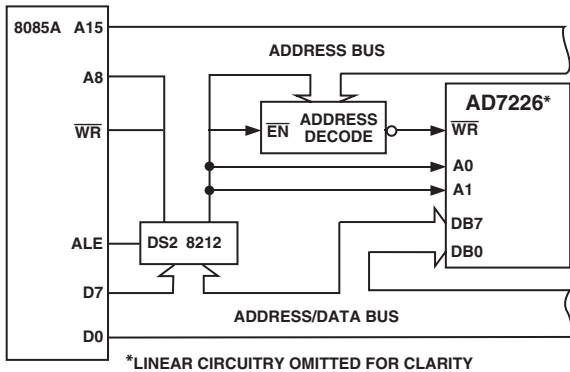 8085A A15
A8
WR
ALE
D7
D0
ADDRESS BUS
EN ADDRESS
DECODE
DS2 8212
AD7226*
WR
A0
A1
DB7
DB0
ADDRESS/DATA BUS
*LINEAR CIRCUITRY OMITTED FOR CLARITY